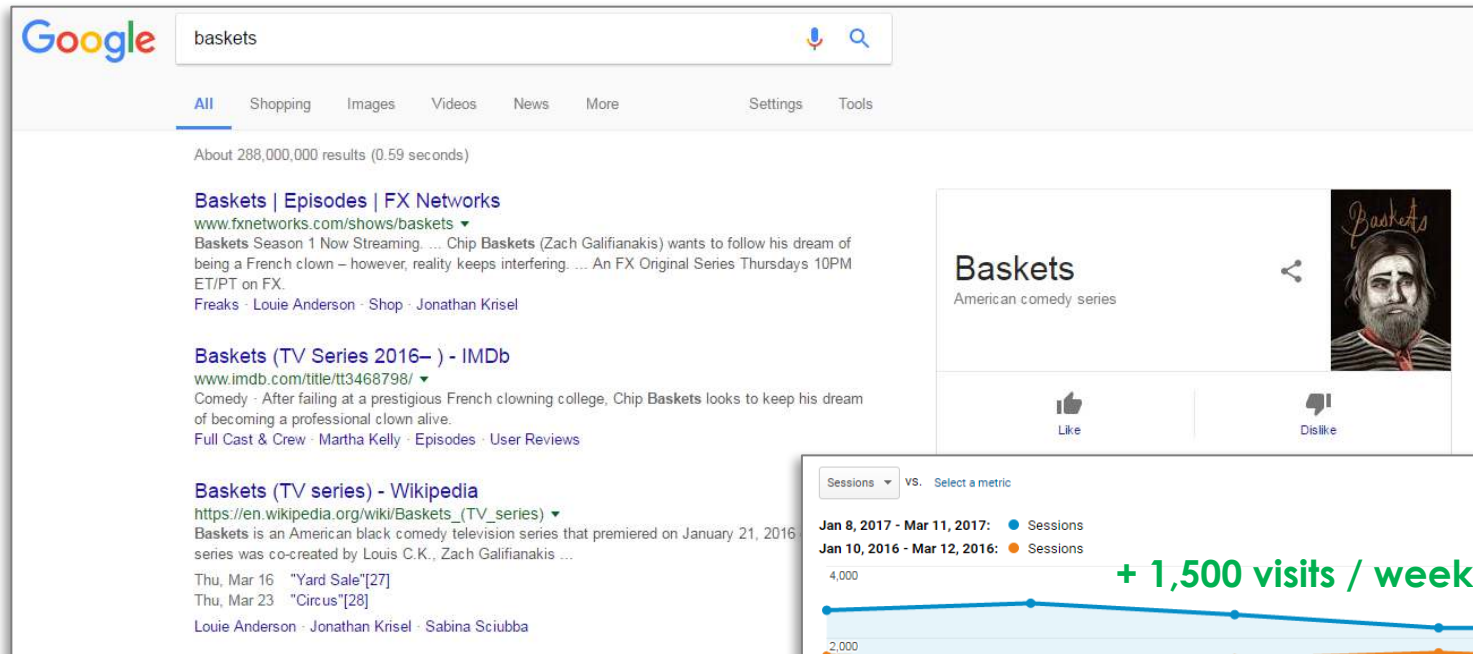 Google
baskets
All Shopping Images Videos News More Settings Tools
About 288,000,000 results (0.59 seconds)
Baskets | Episodes | FX Networks
www.fxnetworks.com/shows/baskets
Baskets Season 1 Now Streaming. ... Chip Baskets (Zach Galifianakis) wants to follow his dream of
being a French clown – however, reality keeps interfering. ... An FX Original Series Thursdays 10PM
ET/PT on FX.
Freaks · Louie Anderson · Shop · Jonathan Krisel
Baskets (TV Series 2016– ) - IMDb
www.imdb.com/title/tt3468798/
Comedy · After failing at a prestigious French clowning college, Chip Baskets looks to keep his dream
of becoming a professional clown alive.
Full Cast & Crew · Martha Kelly · Episodes · User Reviews
Baskets (TV series) - Wikipedia
https://en.wikipedia.org/wiki/Baskets_(TV_series)
Baskets is an American black comedy television series that premiered on January 21, 2016
series was co-created by Louis C.K., Zach Galifianakis ...
Thu, Mar 16 "Yard Sale"[27]
Thu, Mar 23 "Circus"[28]
Louie Anderson · Jonathan Krisel · Sabina Sciubba
Baskets
American comedy series
Baskets
Like Dislike
Sessions VS. Select a metric
Jan 8, 2017 - Mar 11, 2017: Sessions
Jan 10, 2016 - Mar 12, 2016: Sessions
4,000
+ 1,500 visits / week
2,000